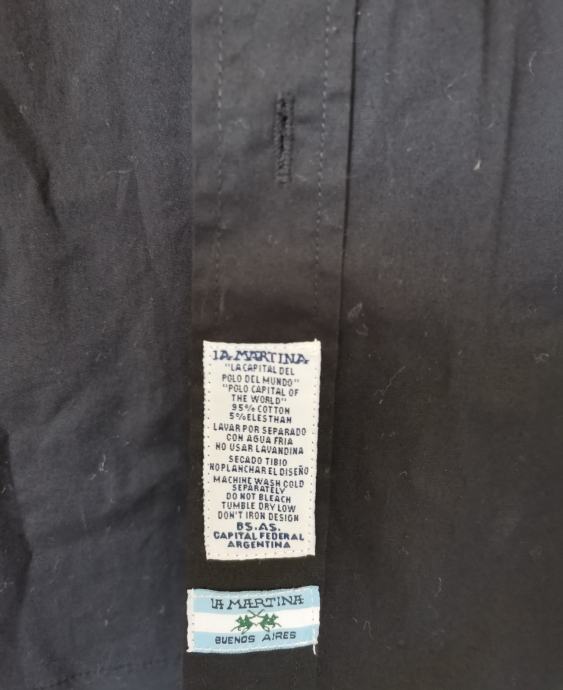 LA MARTINA
"LA CAPITAL DEL
POLO DEL MUNDO"
"POLO CAPITAL OF
THE WORLD"
95% COTTON
5% ELESTHAN
LAVAR POR SEPARADO
CON AGUA FRIA
NO USAR LAVANDINA
SECADO TIBIO
NO PLANCHAR EL DISEÑO
MACHINE WASH COLD
SEPARATELY
DO NOT BLEACH
TUMBLE DRY LOW
DON'T IRON DESIGN
BS.AS.
CAPITAL FEDERAL
ARGENTINA
LA MARTINA
BUENOS AIRES